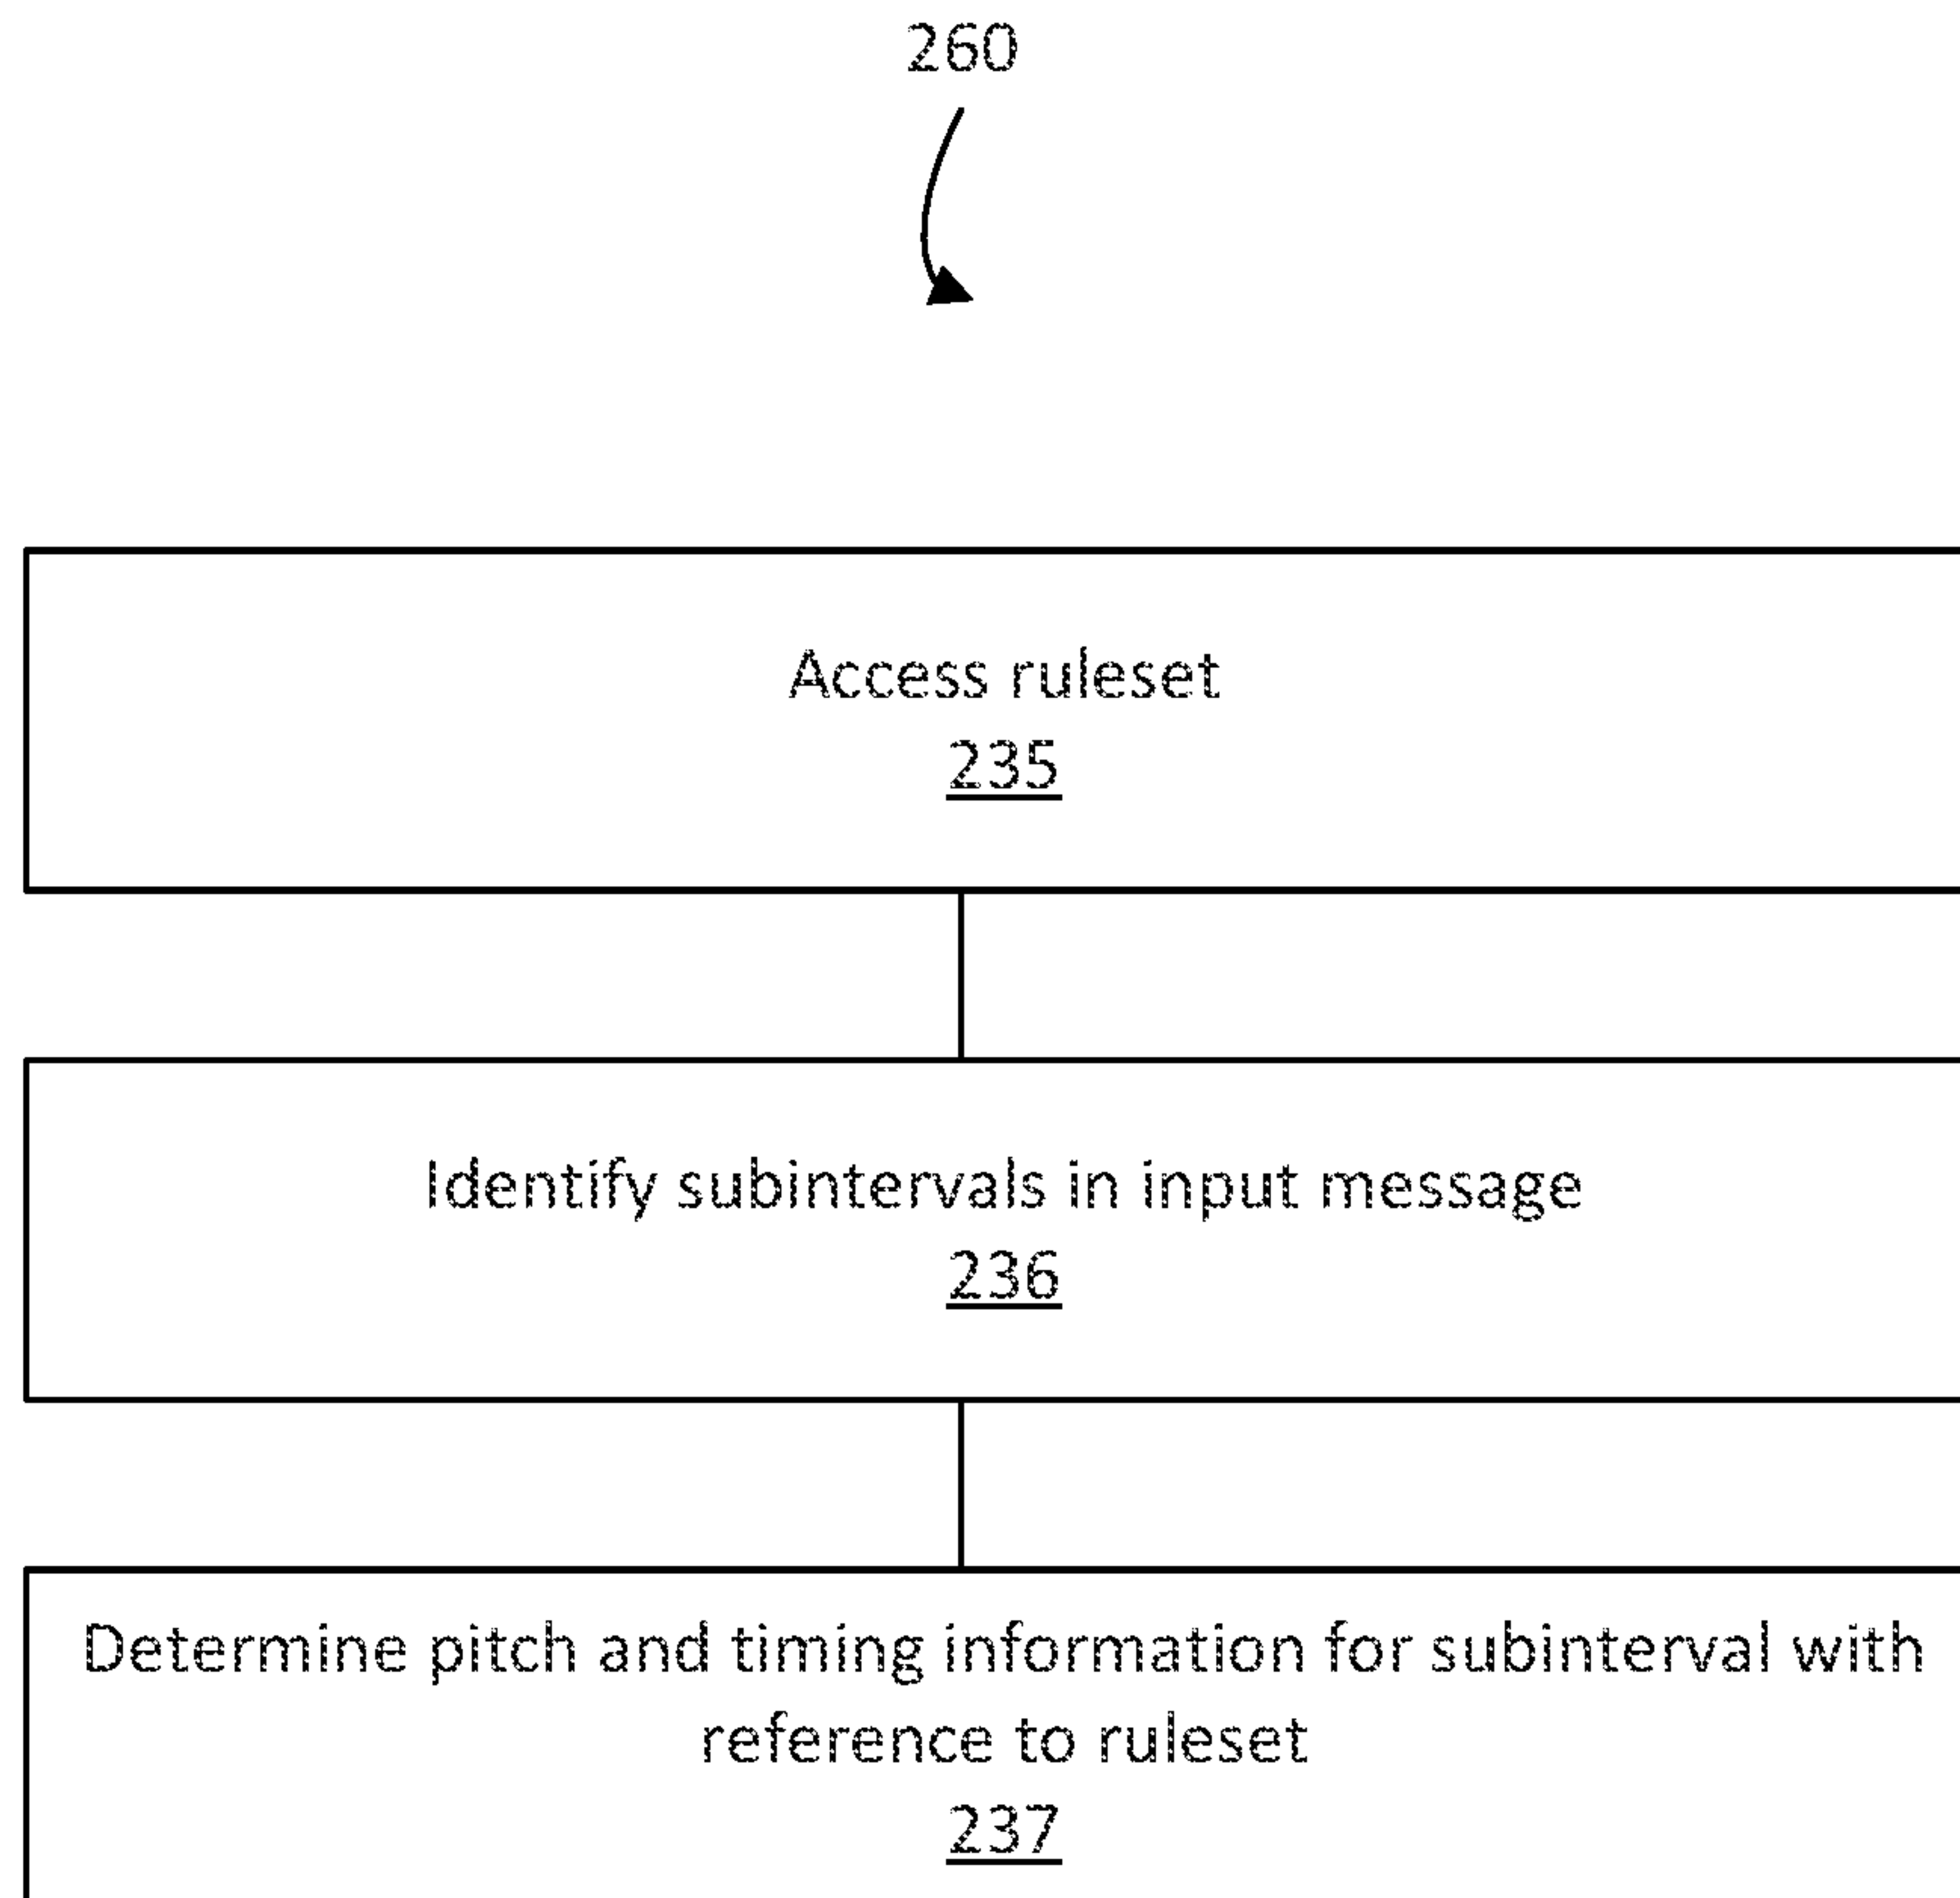 260
Access ruleset
235
Identify subintervals in input message
236
Determine pitch and timing information for subinterval with
reference to ruleset
237